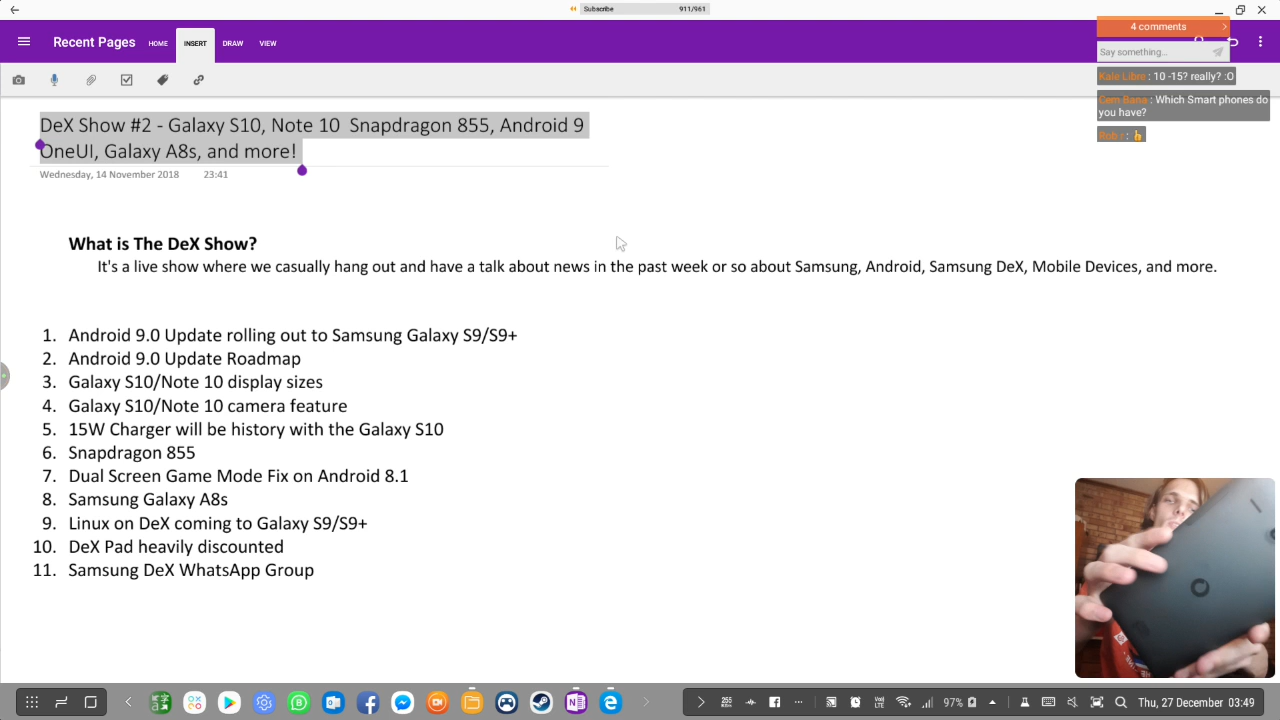 Subscribe 911/961
Recent Pages HOME INSERT DRAW VIEW
4 comments
Say something...
Kale Libre : 10 -15? really? :O
Cem Bana : Which Smart phones do
you have?
DeX Show #2 - Galaxy S10, Note 10 Snapdragon 855, Android 9
OneUI, Galaxy A8s, and more!
Wednesday, 14 November 2018 23:41
What is The DeX Show?
It's a live show where we casually hang out and have a talk about news in the past week or so about Samsung, Android, Samsung DeX, Mobile Devices, and more.
1. Android 9.0 Update rolling out to Samsung Galaxy S9/S9+
2. Android 9.0 Update Roadmap
3. Galaxy S10/Note 10 display sizes
4. Galaxy S10/Note 10 camera feature
5. 15W Charger will be history with the Galaxy S10
6. Snapdragon 855
7. Dual Screen Game Mode Fix on Android 8.1
8. Samsung Galaxy A8s
9. Linux on DeX coming to Galaxy S9/S9+
10. DeX Pad heavily discounted
11. Samsung DeX WhatsApp Group
97% Thu, 27 December 03:49